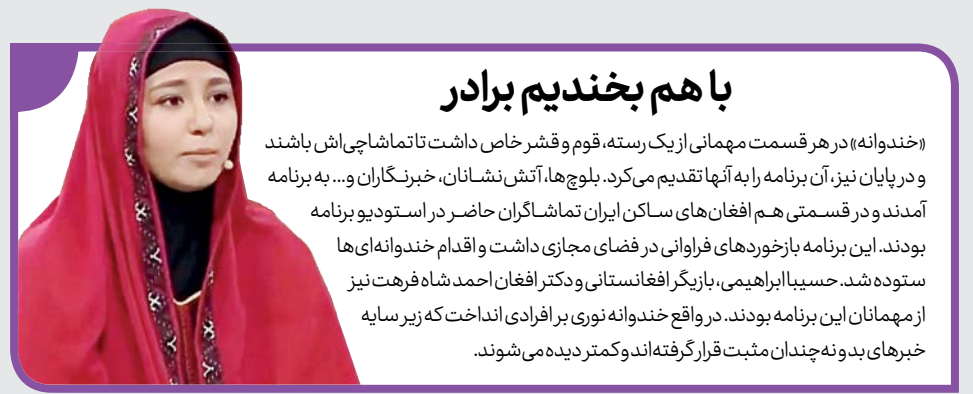 با هم بخندیم برادر
«خندوانه» در هر قسمت مهمانی از یک رسته، قوم و قشر خاص داشت تا تماشاچی‌اش باشند
و در پایان نیز، آن برنامه را به آنها تقدیم می‌کرد. بلوچ‌ها، آتش‌نشانان، خبرنگاران و... به برنامه
آمدند و در قسمتی هم افغان‌های ساکن ایران تماشاگران حاضر در استودیو برنامه
بودند. این برنامه بازخوردهای فراوانی در فضای مجازی داشت و اقدام خندوانه‌ای‌ها
ستوده شد. حسیبا ابراهیمی، بازیگر افغانستانی و دکتر افغان احمد شاه فرهت نیز
از مهمانان این برنامه بودند. در واقع خندوانه نوری بر افرادی انداخت که زیر سایه
خبرهای بد و نه‌چندان مثبت قرار گرفته‌اند و کمتر دیده می‌شوند.